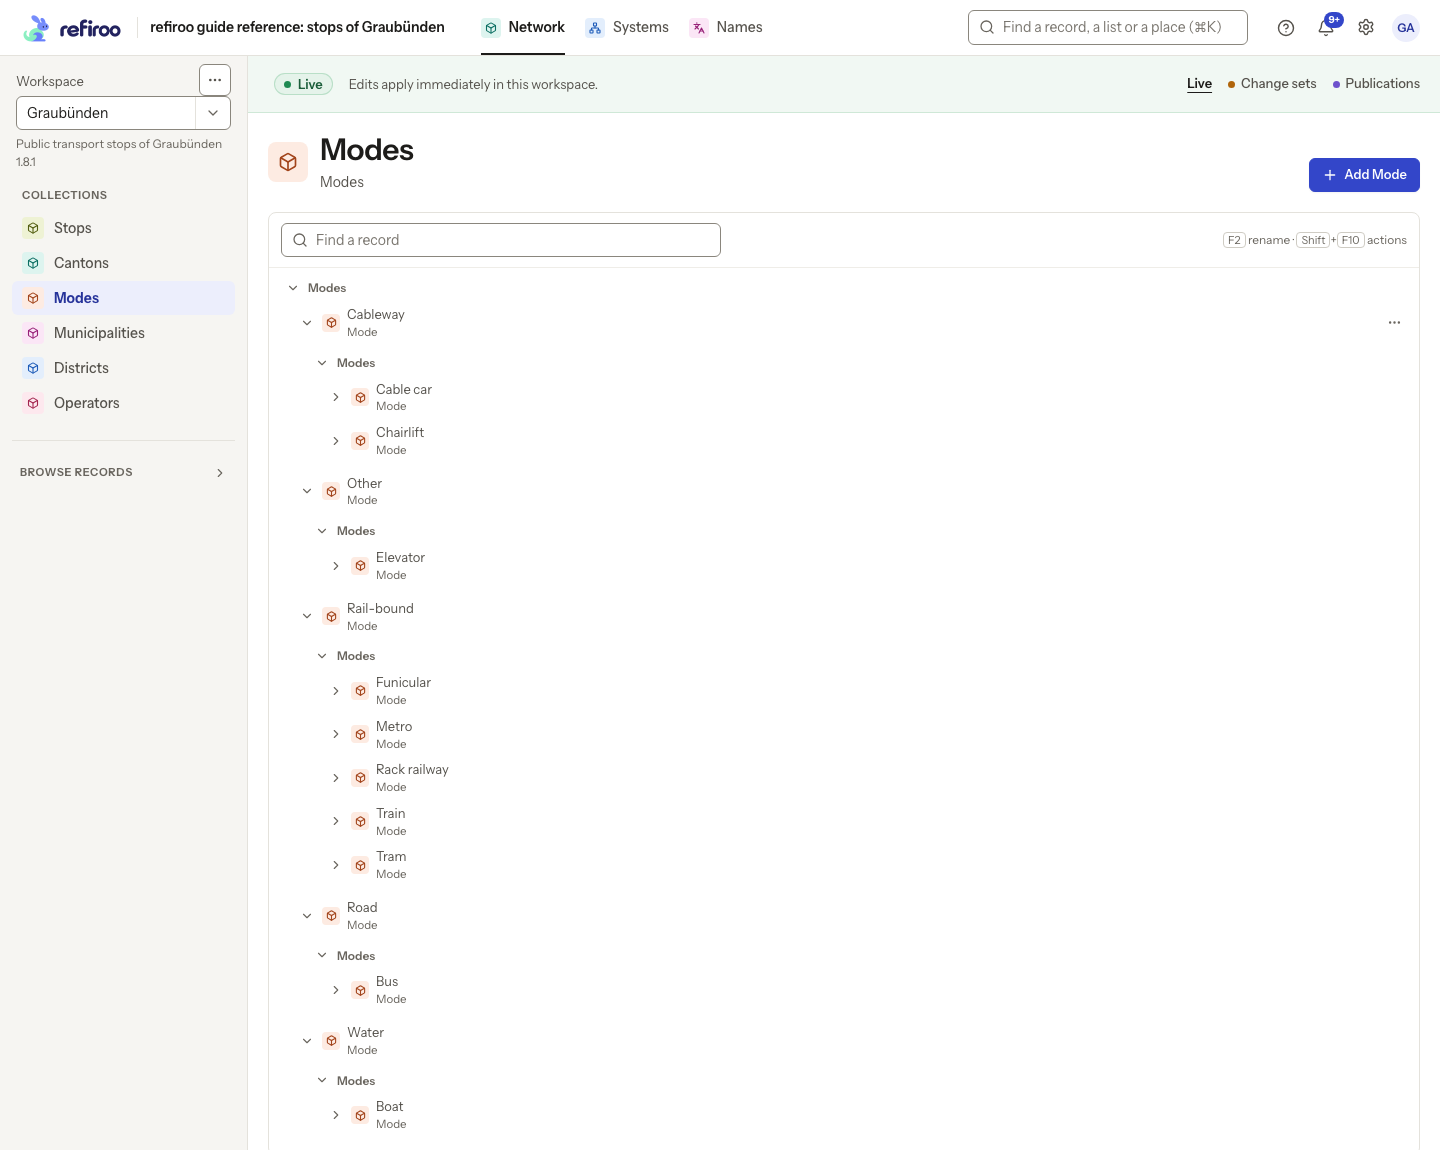 refiroo
refiroo guide reference: stops of Graubünden
Network
Systems
Names
Find a record, a list or a place (⌘K)
9+
GA
Workspace
···
Graubünden
Public transport stops of Graubünden
1.8.1
COLLECTIONS
Stops
Cantons
Modes
Municipalities
Districts
Operators
BROWSE RECORDS
Live
Edits apply immediately in this workspace.
Live
Change sets
Publications
Modes
Modes
+ Add Mode
Find a record
F2 rename · Shift + F10 actions
Modes
Cableway
Mode
Modes
Cable car
Mode
Chairlift
Mode
Other
Mode
Modes
Elevator
Mode
Rail-bound
Mode
Modes
Funicular
Mode
Metro
Mode
Rack railway
Mode
Train
Mode
Tram
Mode
Road
Mode
Modes
Bus
Mode
Water
Mode
Modes
Boat
Mode